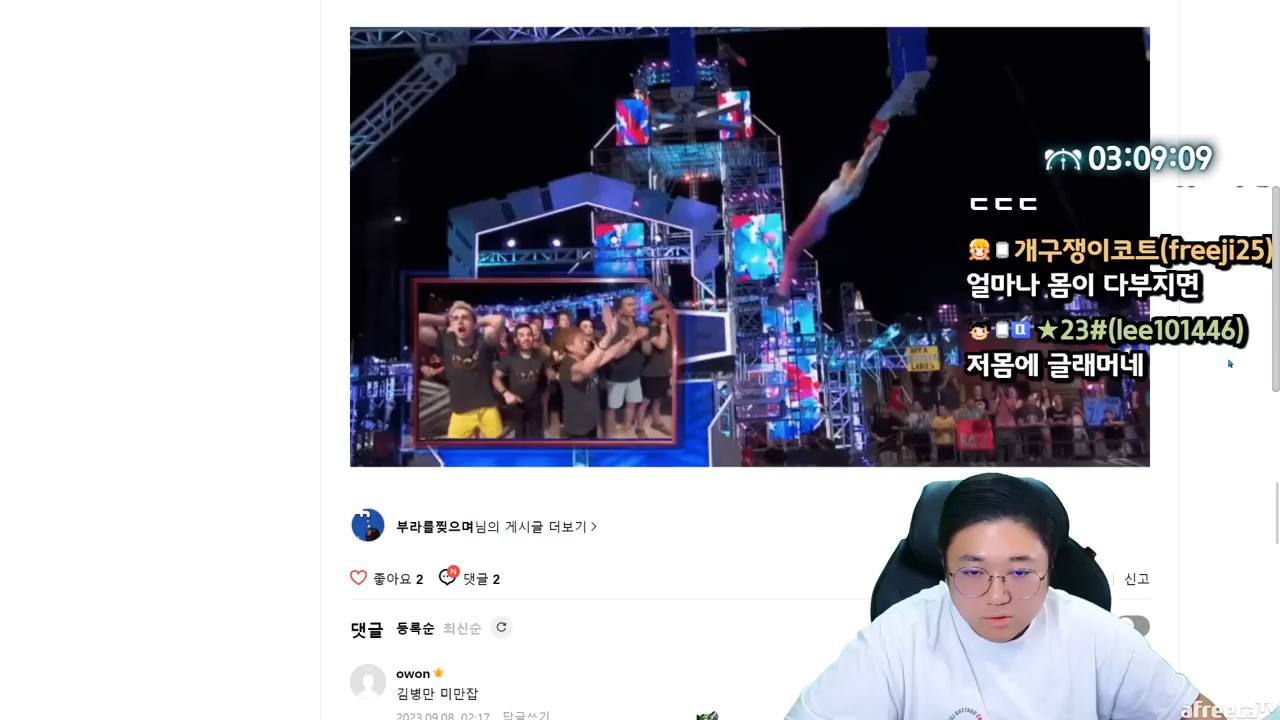 03:09:09
ㄷㄷㄷ
개구쟁이코트(freeji25)
얼마나 몸이 다부지면
★23#(lee101446)
저몸에 글래머네
부라를찢으며님의 게시글 더보기 >
좋아요 2 N 댓글 2
신고
댓글 등록순 최신순
owon
김병만 미만잡
2023.09.08. 02:17 답글쓰기
afreecaTV